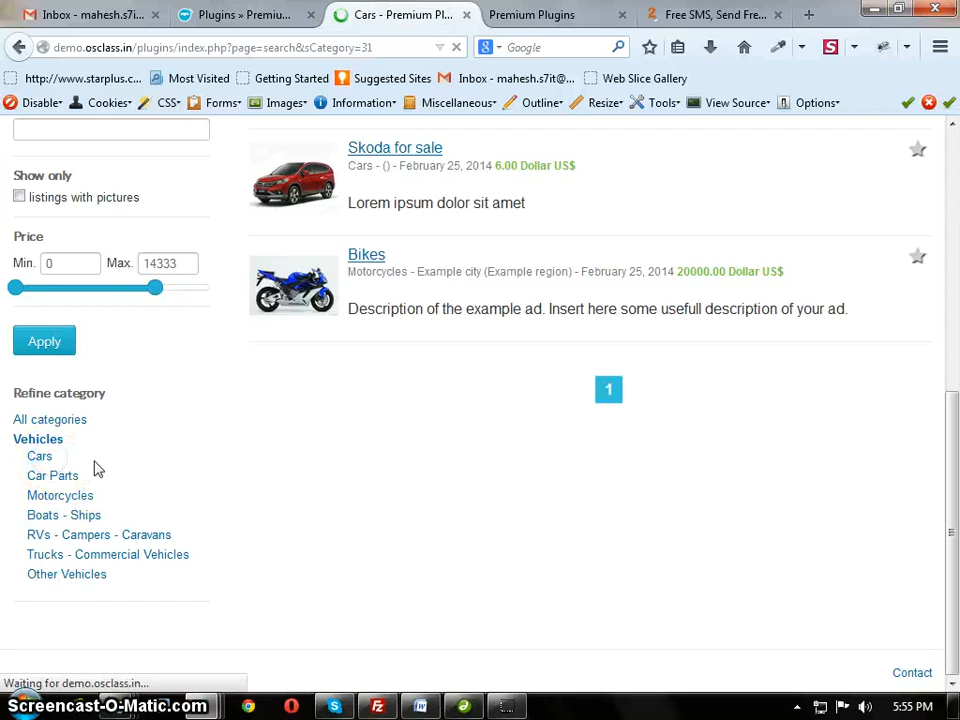 Inbox - mahesh.s7i...
Plugins » Premiu...
Cars - Premium Pl...
Premium Plugins
Free SMS, Send Fre...
demo.osclass.in/plugins/index.php?page=search&sCategory=31
Google
http://www.starplus.c...
Most Visited
Getting Started
Suggested Sites
Inbox - mahesh.s7it@...
Web Slice Gallery
Disable
Cookies
CSS
Forms
Images
Information
Miscellaneous
Outline
Resize
Tools
View Source
Options
Show only
listings with pictures
Price
Min. 0 Max. 14333
Apply
Refine category
All categories
Vehicles
Cars
Car Parts
Motorcycles
Boats - Ships
RVs - Campers - Caravans
Trucks - Commercial Vehicles
Other Vehicles
Skoda for sale
Cars - () - February 25, 2014 6.00 Dollar US$
Lorem ipsum dolor sit amet
Bikes
Motorcycles - Example city (Example region) - February 25, 2014 20000.00 Dollar US$
Description of the example ad. Insert here some usefull description of your ad.
1
Contact
Waiting for demo.osclass.in...
Screencast-O-Matic.com
5:55 PM